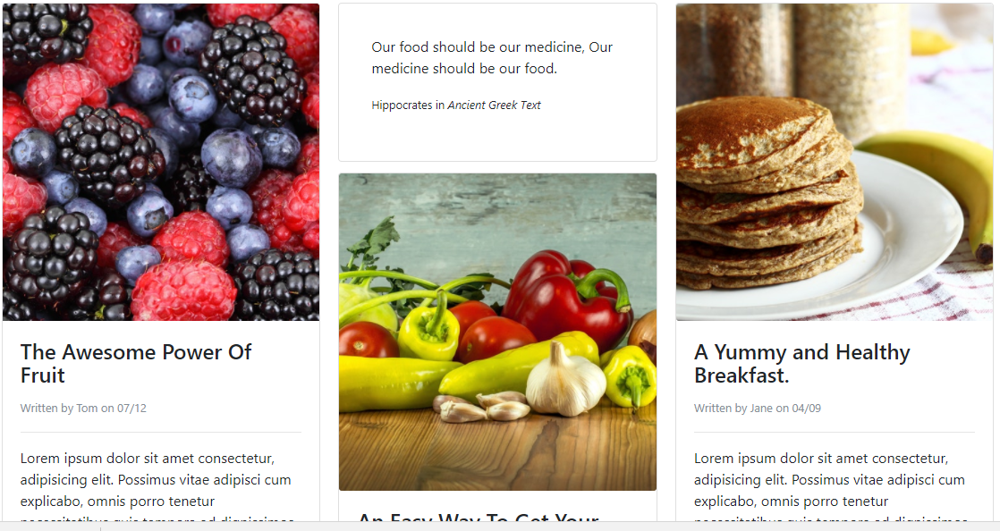 The Awesome Power Of
Fruit
Written by Tom on 07/12
Lorem ipsum dolor sit amet consectetur,
adipisicing elit. Possimus vitae adipisci cum
explicabo, omnis porro tenetur
Our food should be our medicine, Our
medicine should be our food.
Hippocrates in Ancient Greek Text
An Easy Way To Get Your
A Yummy and Healthy
Breakfast.
Written by Jane on 04/09
Lorem ipsum dolor sit amet consectetur,
adipisicing elit. Possimus vitae adipisci cum
explicabo, omnis porro tenetur